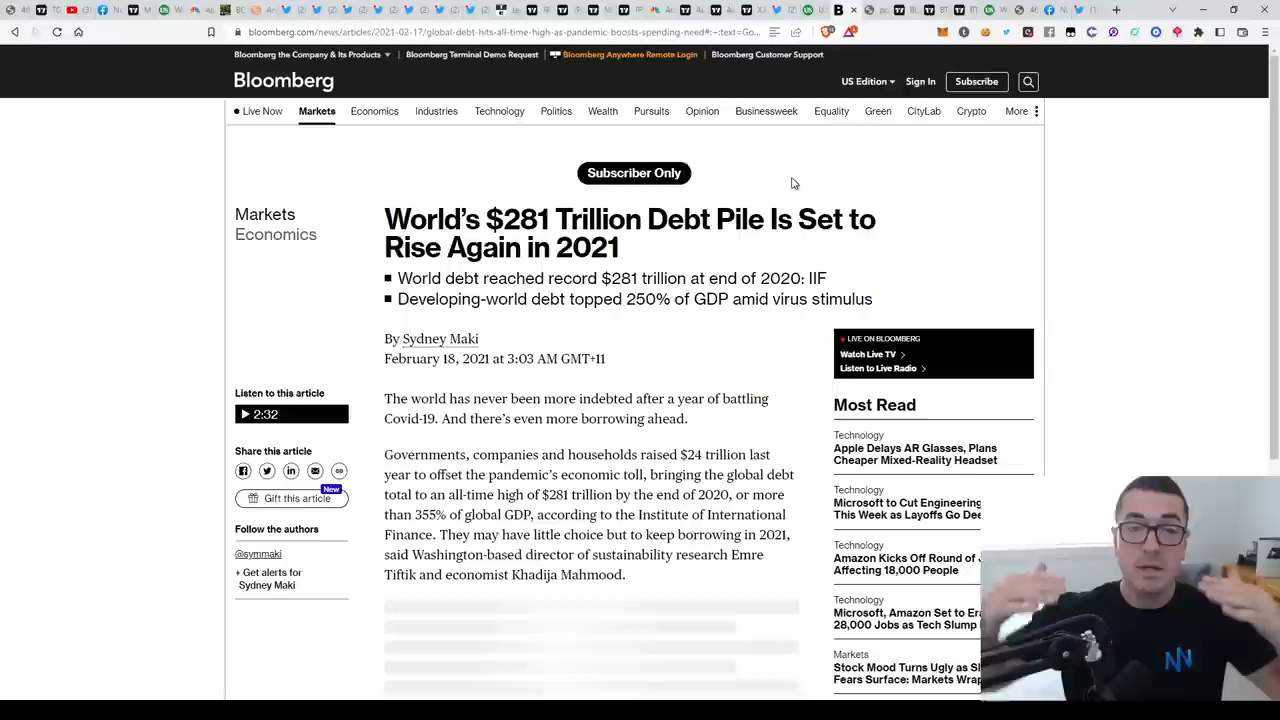 bloomberg.com/news/articles/2021-02-17/global-debt-hits-all-time-high-as-pandemic-boosts-spending-need#:~:text=Go...
Bloomberg the Company & Its Products
Bloomberg Terminal Demo Request
Bloomberg Anywhere Remote Login
Bloomberg Customer Support
Bloomberg
US Edition
Sign In
Subscribe
Live Now
Markets
Economics
Industries
Technology
Politics
Wealth
Pursuits
Opinion
Businessweek
Equality
Green
CityLab
Crypto
More
Subscriber Only
Markets
Economics
World's $281 Trillion Debt Pile Is Set to
Rise Again in 2021
World debt reached record $281 trillion at end of 2020: IIF
Developing-world debt topped 250% of GDP amid virus stimulus
By Sydney Maki
February 18, 2021 at 3:03 AM GMT+11
Listen to this article
2:32
Share this article
New
Gift this article
Follow the authors
@symmaki
+ Get alerts for
Sydney Maki
The world has never been more indebted after a year of battling
Covid-19. And there's even more borrowing ahead.
Governments, companies and households raised $24 trillion last
year to offset the pandemic's economic toll, bringing the global debt
total to an all-time high of $281 trillion by the end of 2020, or more
than 355% of global GDP, according to the Institute of International
Finance. They may have little choice but to keep borrowing in 2021,
said Washington-based director of sustainability research Emre
Tiftik and economist Khadija Mahmood.
LIVE ON BLOOMBERG
Watch Live TV
Listen to Live Radio
Most Read
Technology
Apple Delays AR Glasses, Plans
Cheaper Mixed-Reality Headset
Technology
Microsoft to Cut Engineering
This Week as Layoffs Go De
Technology
Amazon Kicks Off Round of
Affecting 18,000 People
Technology
Microsoft, Amazon Set to Era
28,000 Jobs as Tech Slump
Markets
Stock Mood Turns Ugly as S
Fears Surface: Markets Wrap